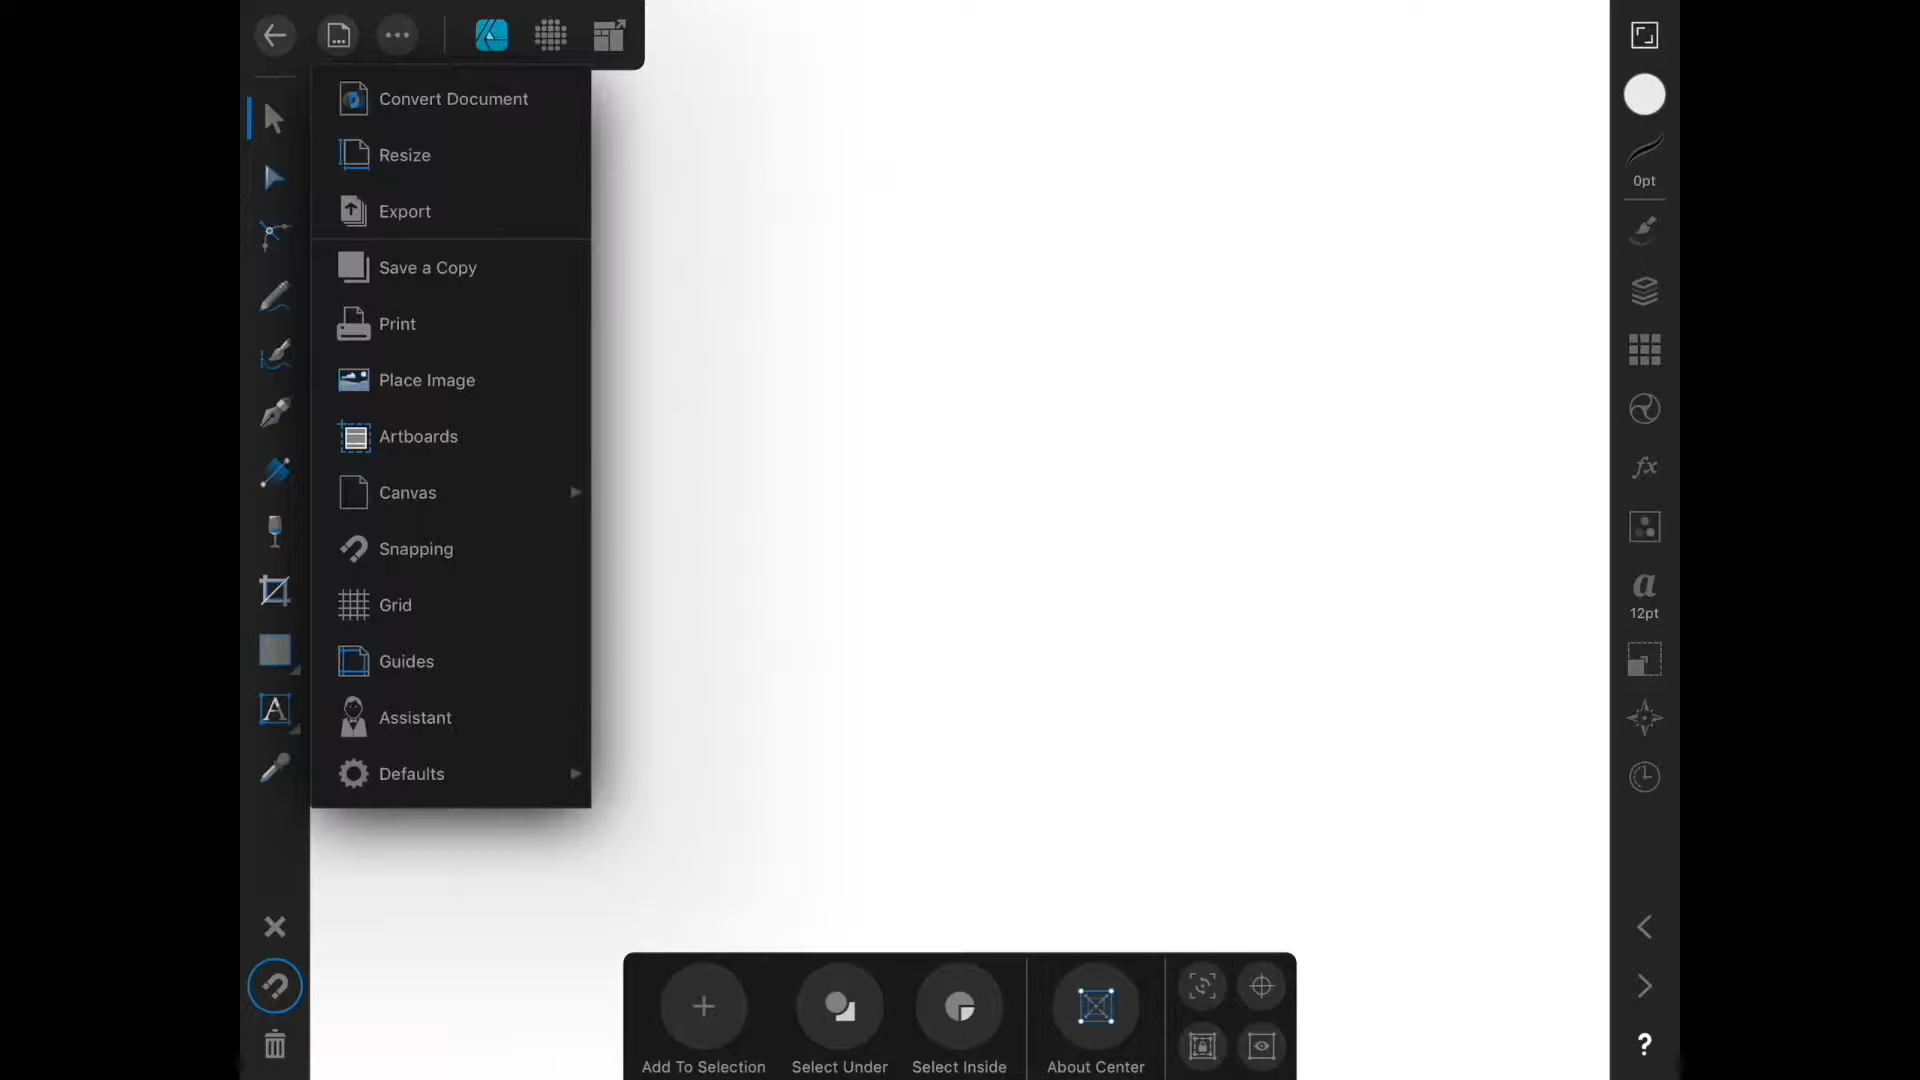 Convert Document
Resize
Export
Save a Copy
Print
Place Image
Artboards
Canvas
Snapping
Grid
Guides
Assistant
Defaults
0pt
fx
a
12pt
A
?
Add To Selection
Select Under
Select Inside
About Center